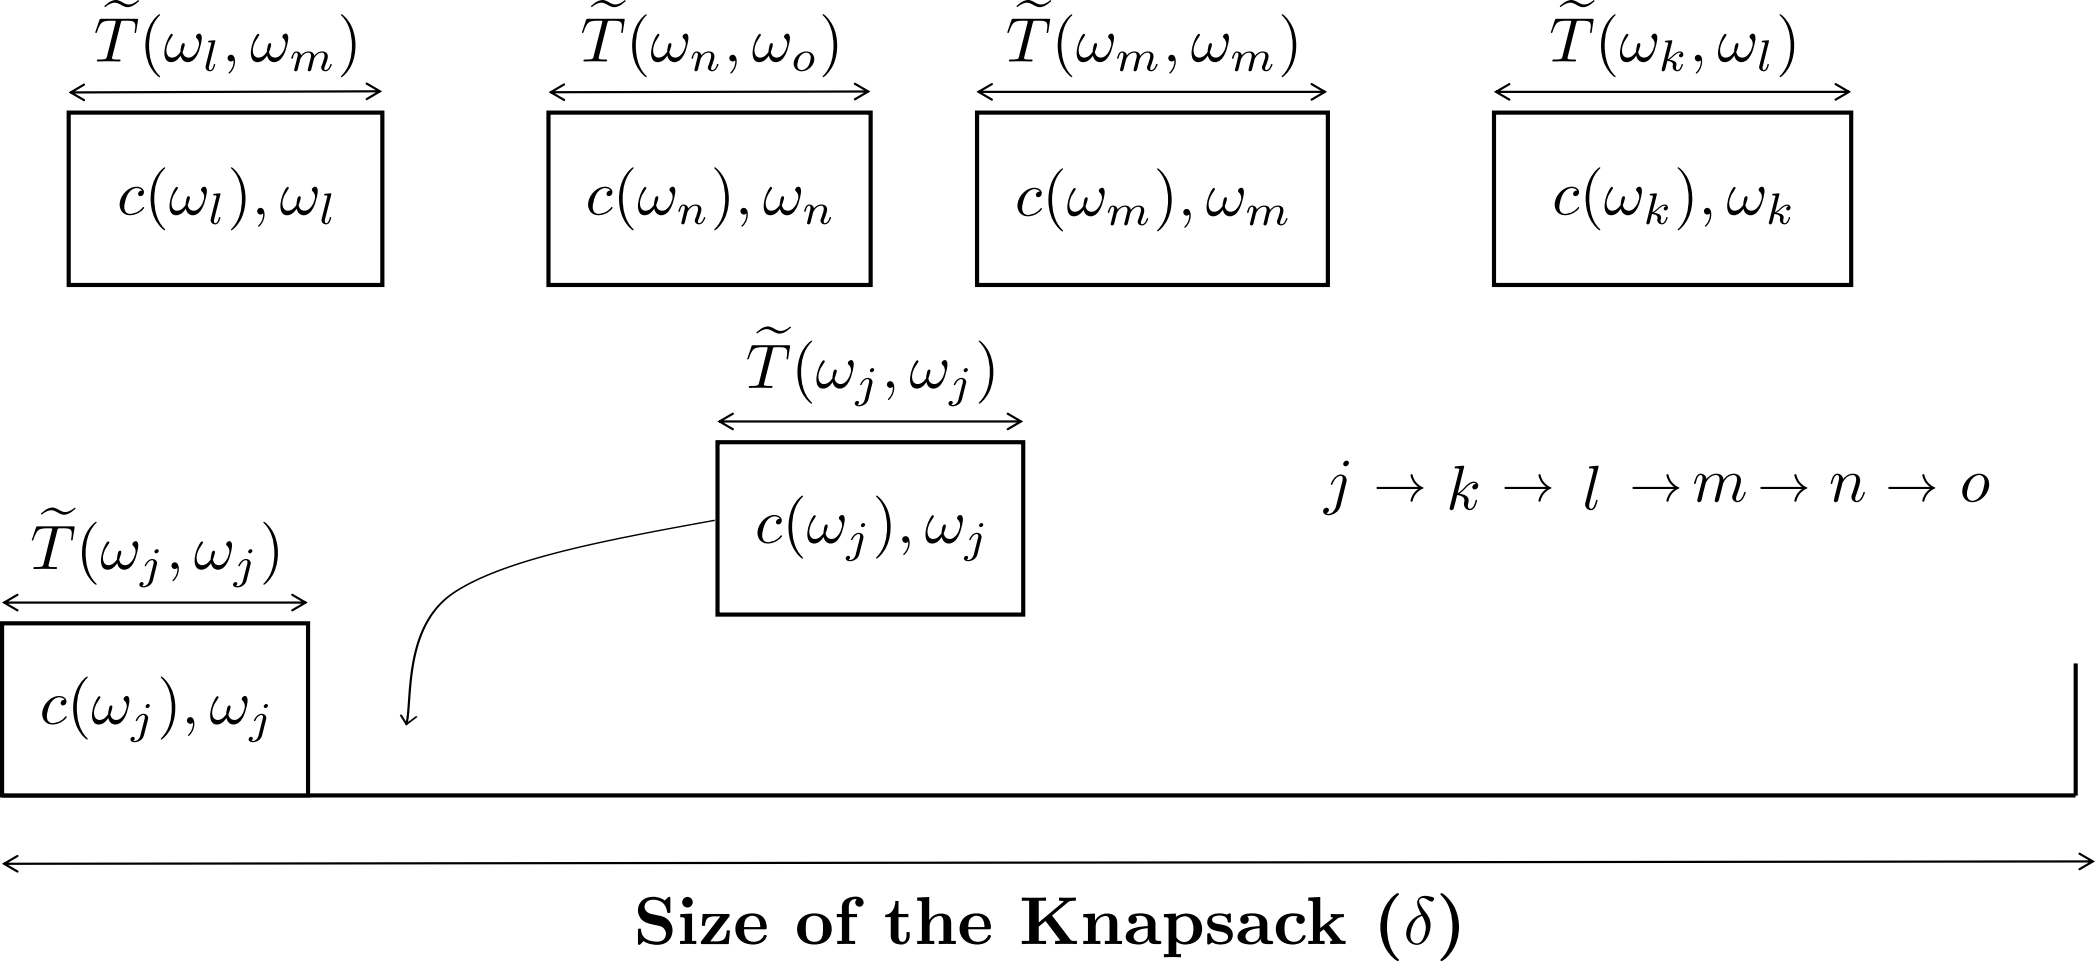 T̃(ω_l, ω_m) T̃(ω_n, ω_o) T̃(ω_m, ω_m) T̃(ω_k, ω_l)
c(ω_l), ω_l c(ω_n), ω_n c(ω_m), ω_m c(ω_k), ω_k
T̃(ω_j, ω_j)
c(ω_j), ω_j
j → k → l → m → n → o
T̃(ω_j, ω_j)
c(ω_j), ω_j
Size of the Knapsack (δ)